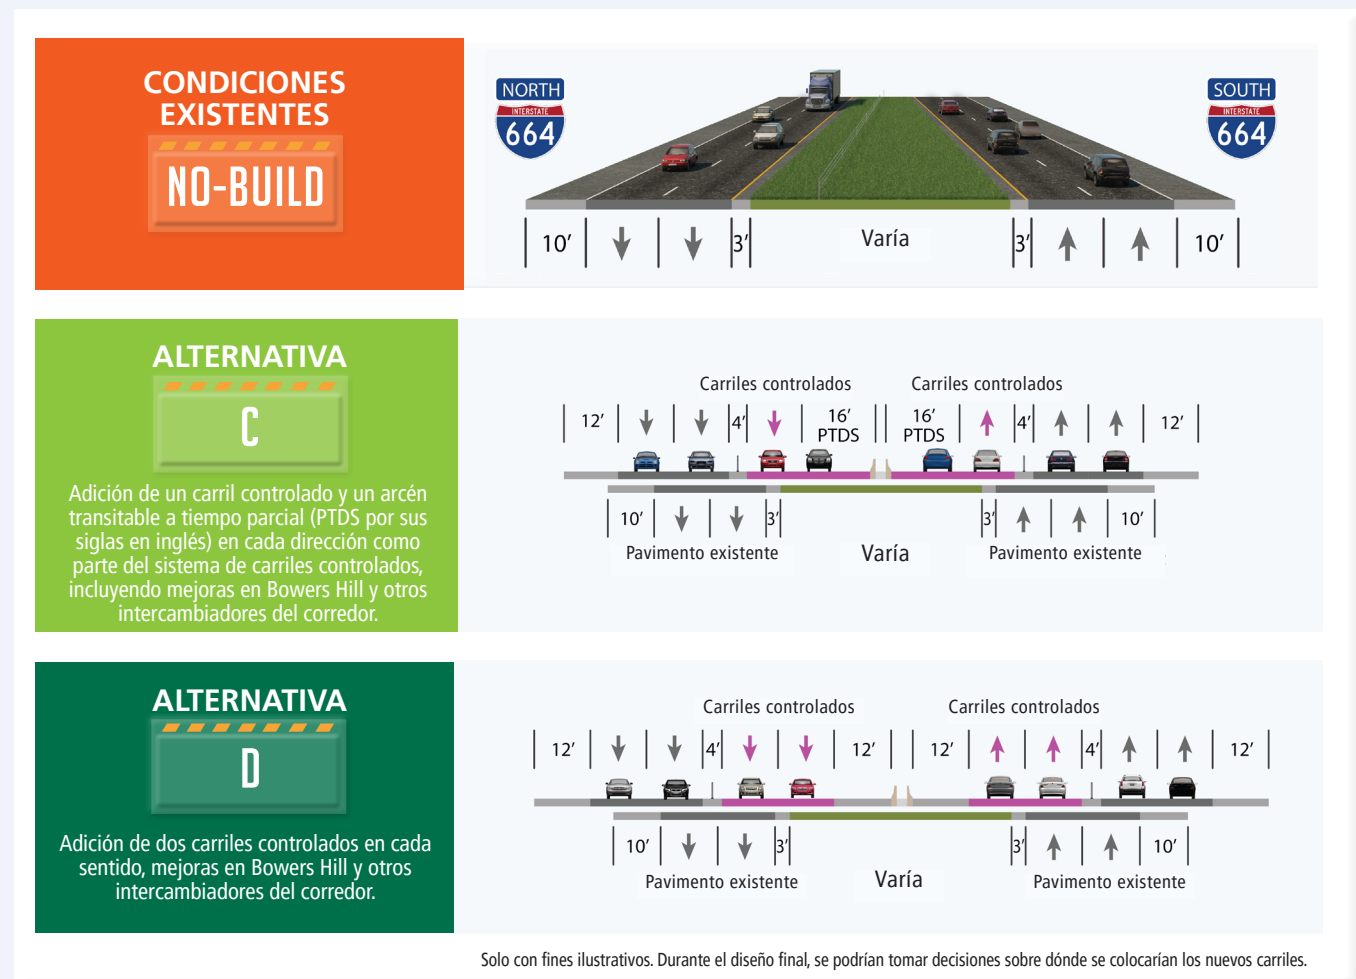 CONDICIONES
EXISTENTES
NO-BUILD
NORTH
INTERSTATE
664
SOUTH
INTERSTATE
664
10’ 3’ Varía 3’ 10’
ALTERNATIVA
C
Adición de un carril controlado y un arcén
transitable a tiempo parcial (PTDS por sus
siglas en inglés) en cada dirección como
parte del sistema de carriles controlados,
incluyendo mejoras en Bowers Hill y otros
intercambiadores del corredor.
Carriles controlados Carriles controlados
12’ 4’ 16’ PTDS 16’ PTDS 4’ 12’
10’ 3’ 3’ 10’
Pavimento existente Varía Pavimento existente
ALTERNATIVA
D
Adición de dos carriles controlados en cada
sentido, mejoras en Bowers Hill y otros
intercambiadores del corredor.
Carriles controlados Carriles controlados
12’ 4’ 12’ 12’ 4’ 12’
10’ 3’ 3’ 10’
Pavimento existente Varía Pavimento existente
Solo con fines ilustrativos. Durante el diseño final, se podrían tomar decisiones sobre dónde se colocarían los nuevos carriles.